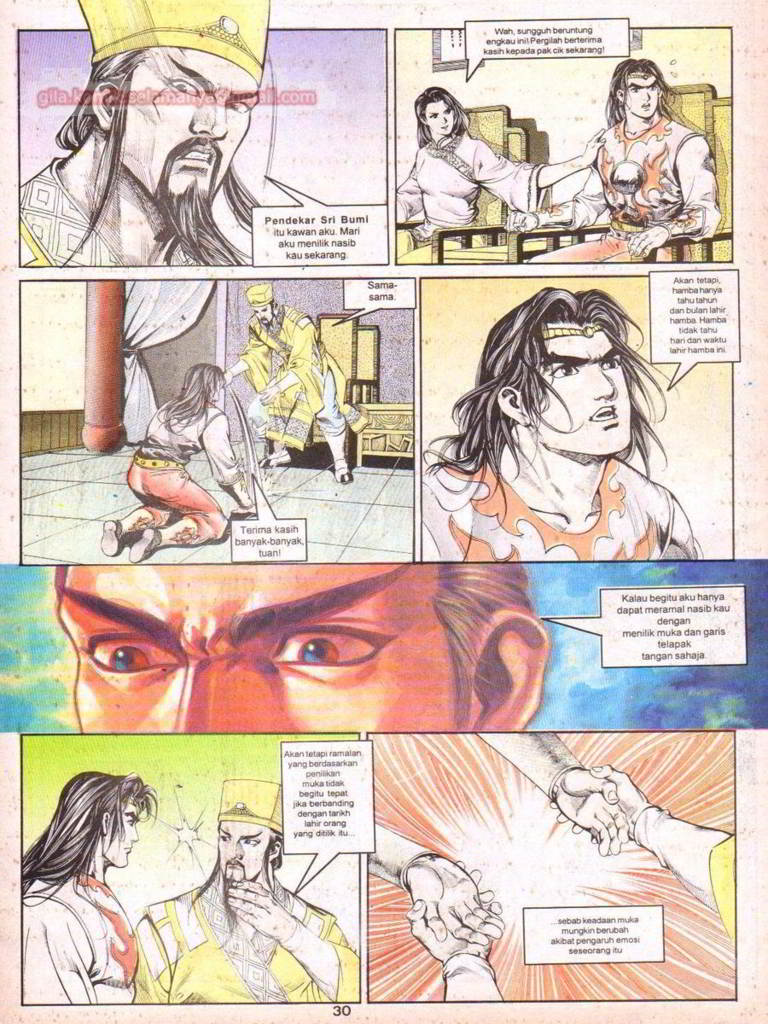 gila.komikselamanya@gmail.com
Pendekar Sri Bumi
itu kawan aku. Mari
aku menilik nasib
kau sekarang.
Wah, sungguh beruntung
engkau ini! Pergilah berterima
kasih kepada pak cik sekarang!
Sama-
sama.
Terima kasih
banyak-banyak,
tuan!
Akan tetapi,
hamba hanya
tahu tahun
dan bulan lahir
hamba. Hamba
tidak tahu
hari dan waktu
lahir hamba ini.
Kalau begitu aku hanya
dapat meramal nasib kau
dengan
menilik muka dan garis
telapak
tangan sahaja.
Akan tetapi ramalan
yang berdasarkan
penilikan
muka tidak
begitu tepat
jika berbanding
dengan tarikh
lahir orang
yang ditilik itu...
...sebab keadaan muka
mungkin berubah
akibat pengaruh emosi
seseorang itu
30